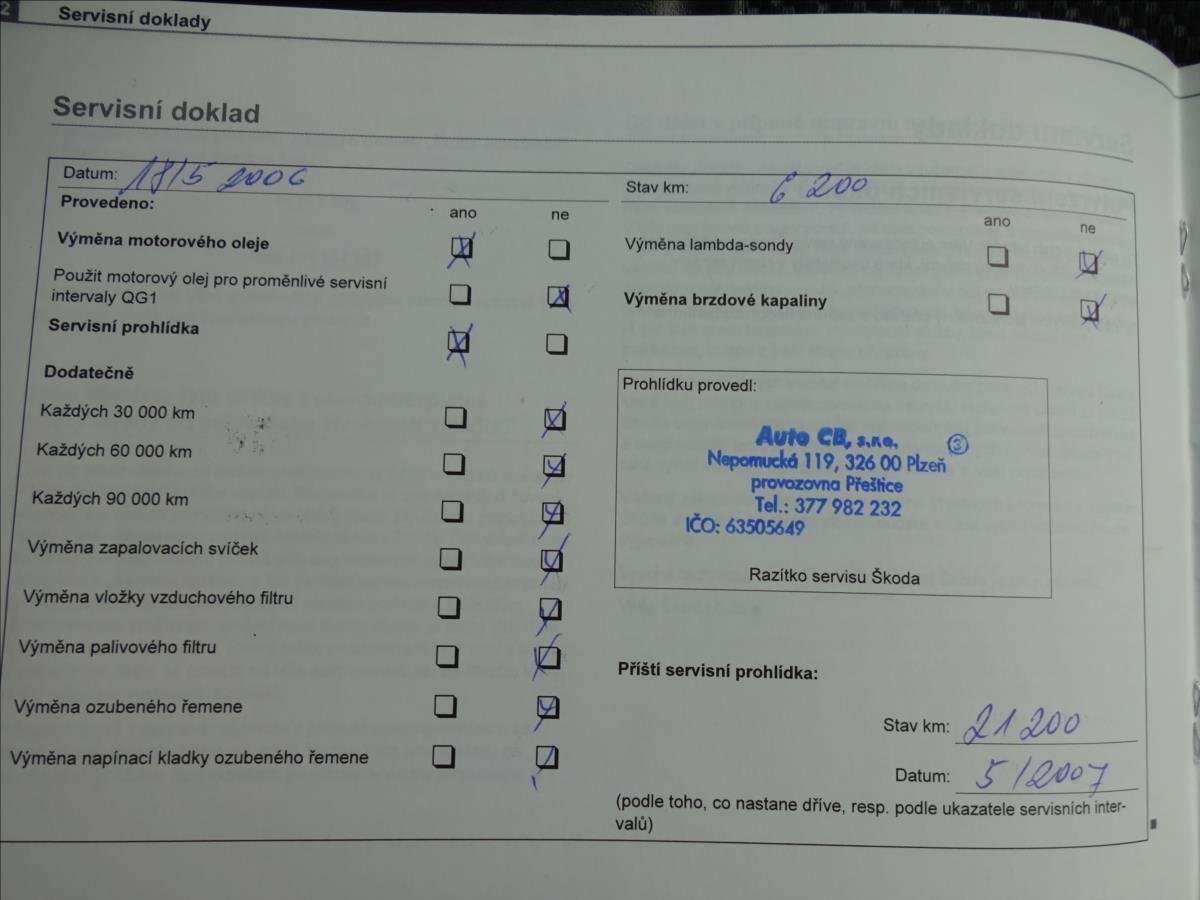 2
Servisní doklady
Servisní doklad
Datum: 18/5 2006
Provedeno:
ano ne
Výměna motorového oleje
Použit motorový olej pro proměnlivé servisní
intervaly QG1
Servisní prohlídka
Dodatečně
Každých 30 000 km
Každých 60 000 km
Každých 90 000 km
Výměna zapalovacích svíček
Výměna vložky vzduchového filtru
Výměna palivového filtru
Výměna ozubeného řemene
Výměna napínací kladky ozubeného řemene
Stav km: 6 200
ano ne
Výměna lambda-sondy
Výměna brzdové kapaliny
Prohlídku provedl:
Auto CB, s.r.o. 3
Nepomucká 119, 326 00 Plzeň
provozovna Přeštice
Tel.: 377 982 232
IČO: 63505649
Razítko servisu Škoda
Příští servisní prohlídka:
Stav km: 21 200
Datum: 5/2007
(podle toho, co nastane dříve, resp. podle ukazatele servisních inter-
valů)